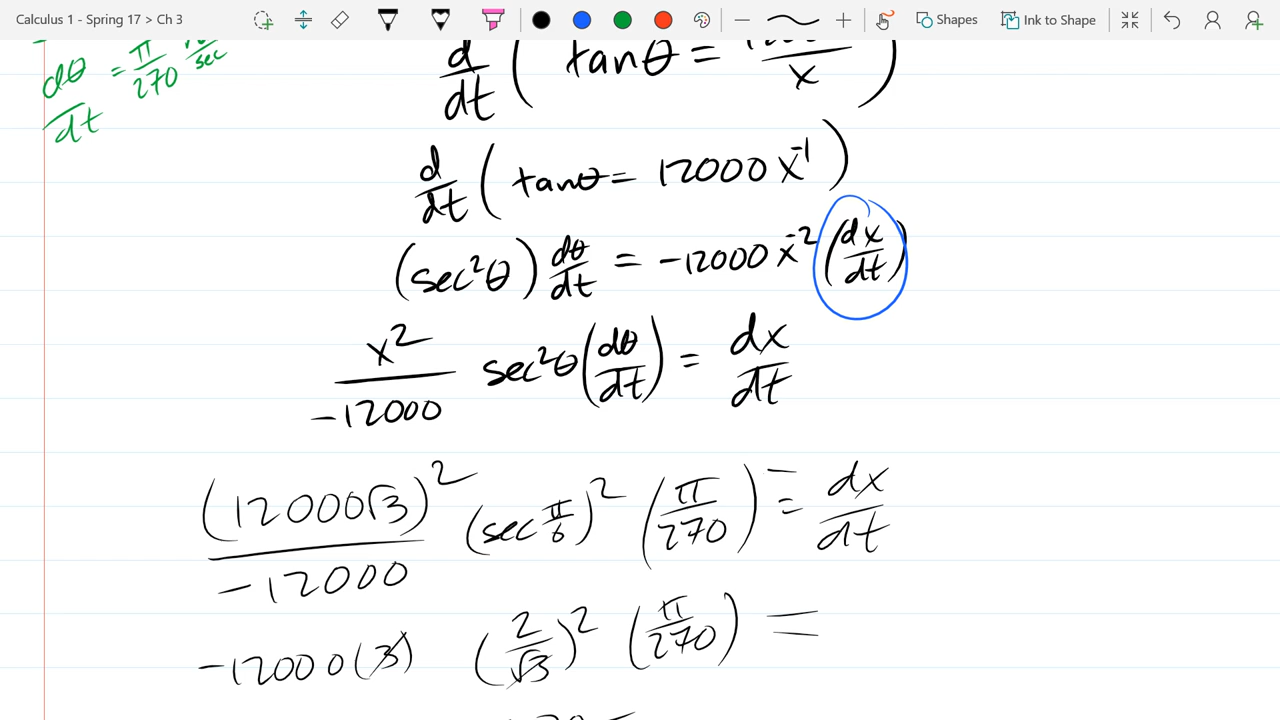 Calculus 1 - Spring 17 > Ch 3
Shapes
Ink to Shape
dθ/dt = π/270 /sec
d/dt ( tanθ = /x )
d/dt ( tanθ = 12000 x⁻¹ )
(sec²θ) dθ/dt = -12000 x⁻² (dx/dt)
x²/-12000 sec²θ (dθ/dt) = dx/dt
(12000√3)²/-12000 (sec π/6)² (π/270) = dx/dt
-12000(3) (2/√3)² (π/270) =